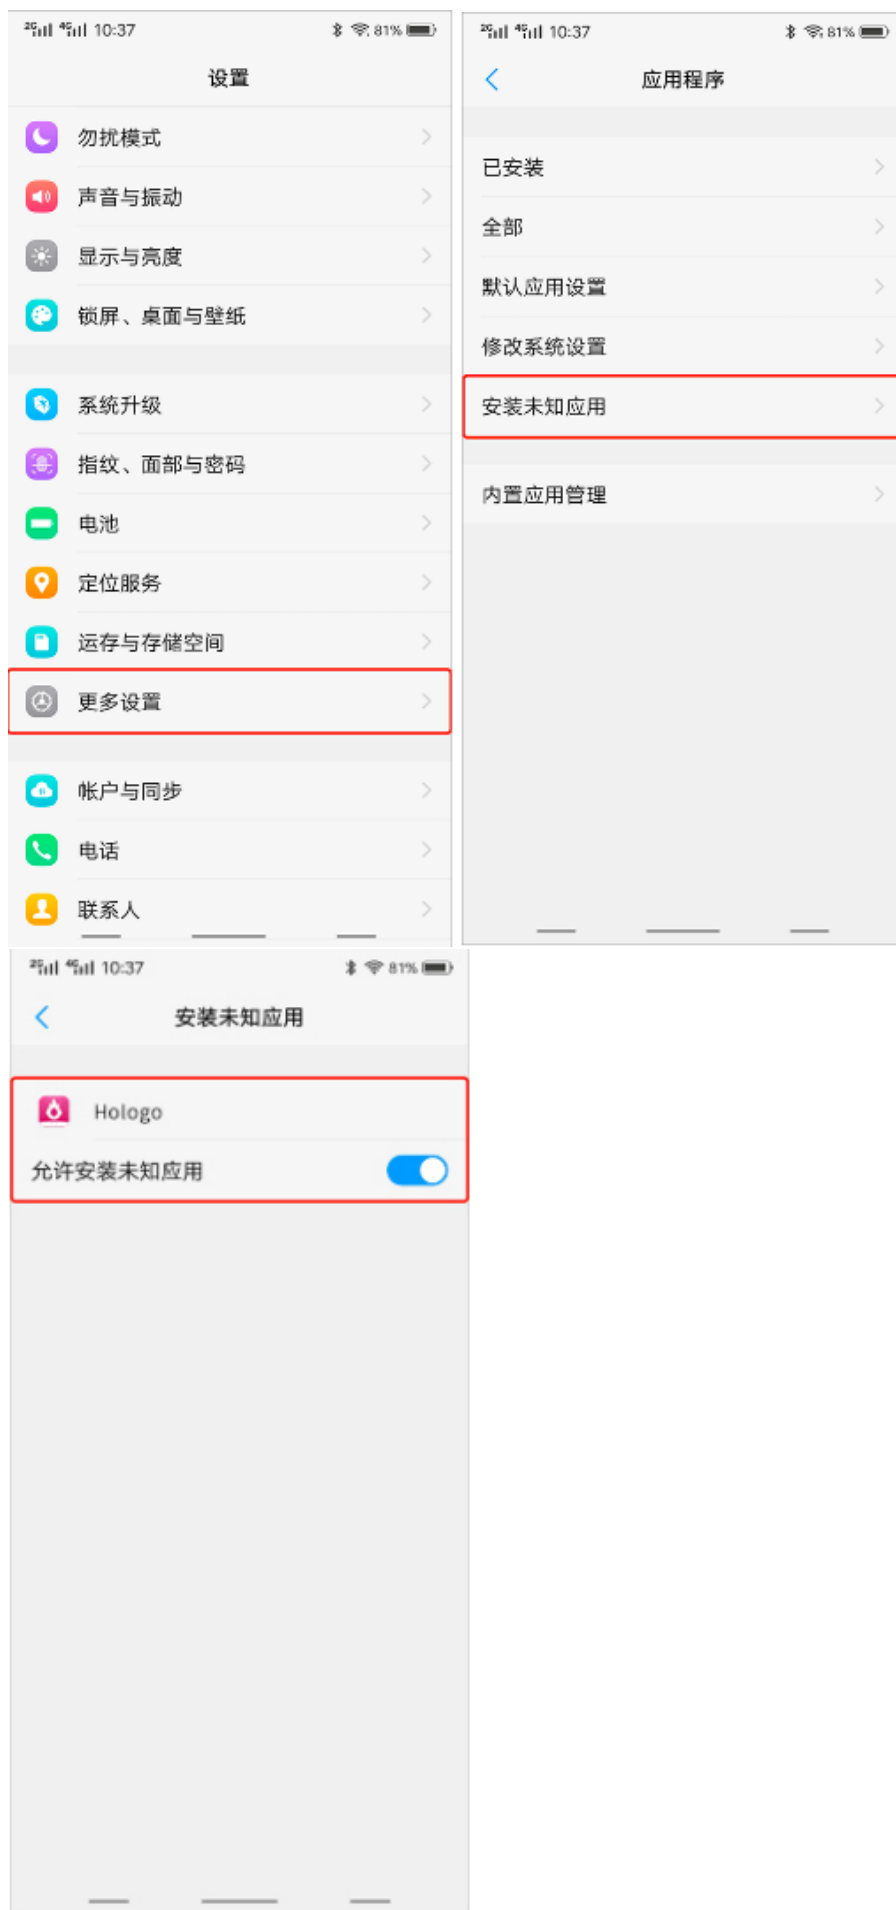 2G 4G 10:37 81%
设置
勿扰模式
声音与振动
显示与亮度
锁屏、桌面与壁纸
系统升级
指纹、面部与密码
电池
定位服务
运存与存储空间
更多设置
帐户与同步
电话
联系人
2G 4G 10:37 81%
应用程序
已安装
全部
默认应用设置
修改系统设置
安装未知应用
内置应用管理
2G 4G 10:37 81%
安装未知应用
Hologo
允许安装未知应用